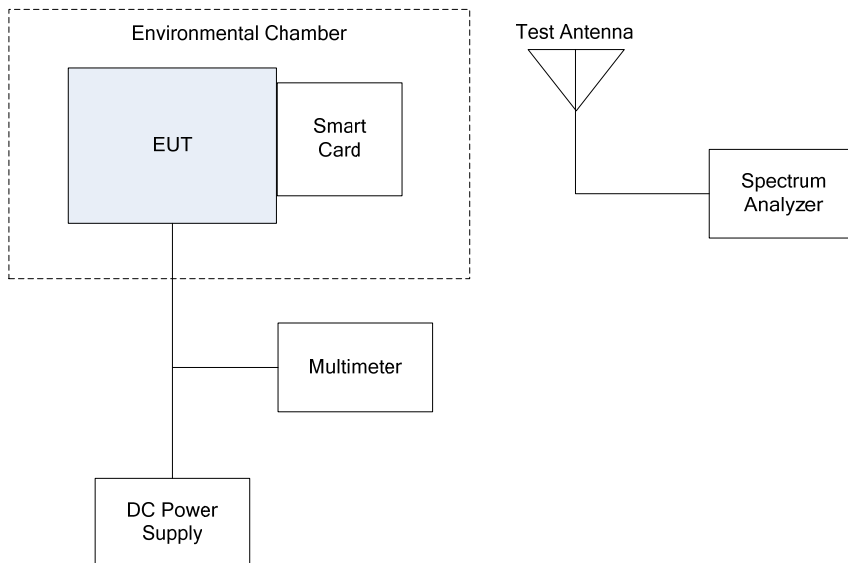 Environmental Chamber
Test Antenna
EUT
Smart
Card
Spectrum
Analyzer
Multimeter
DC Power
Supply